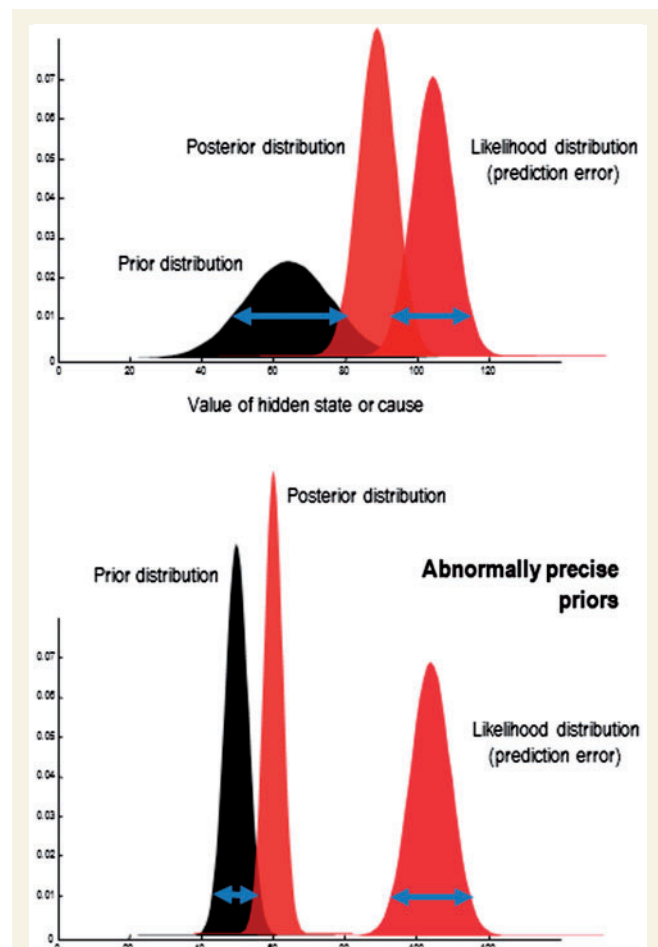 0.07
0.06
0.05
0.04
0.03
0.02
0.01
0
Posterior distribution
Likelihood distribution
(prediction error)
Prior distribution
0 20 40 60 80 100 120
Value of hidden state or cause
Posterior distribution
Prior distribution
Abnormally precise
priors
0.07
0.06
0.05
0.04
0.03
0.02
0.01
0
Likelihood distribution
(prediction error)